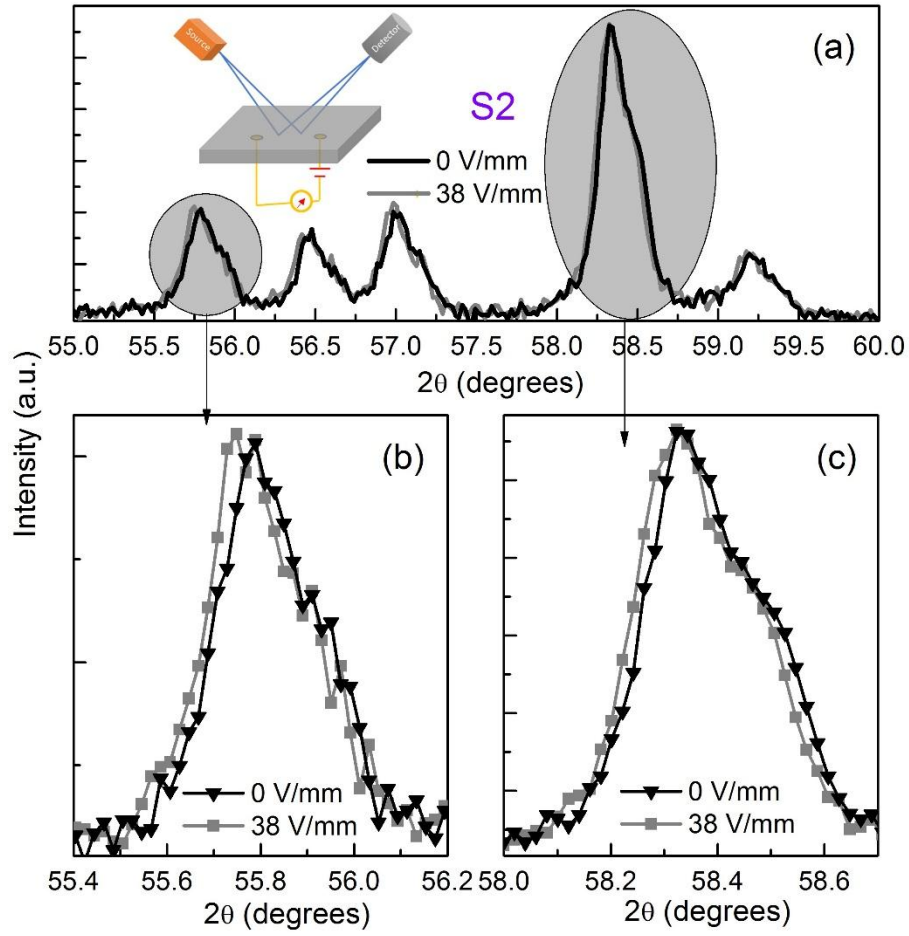 (a)
Source
Detector
S2
0 V/mm
38 V/mm
55.0 55.5 56.0 56.5 57.0 57.5 58.0 58.5 59.0 59.5 60.0
2θ (degrees)
Intensity (a.u.)
(b)
0 V/mm
38 V/mm
55.4 55.6 55.8 56.0 56.2
2θ (degrees)
(c)
0 V/mm
38 V/mm
58.0 58.2 58.4 58.6
2θ (degrees)